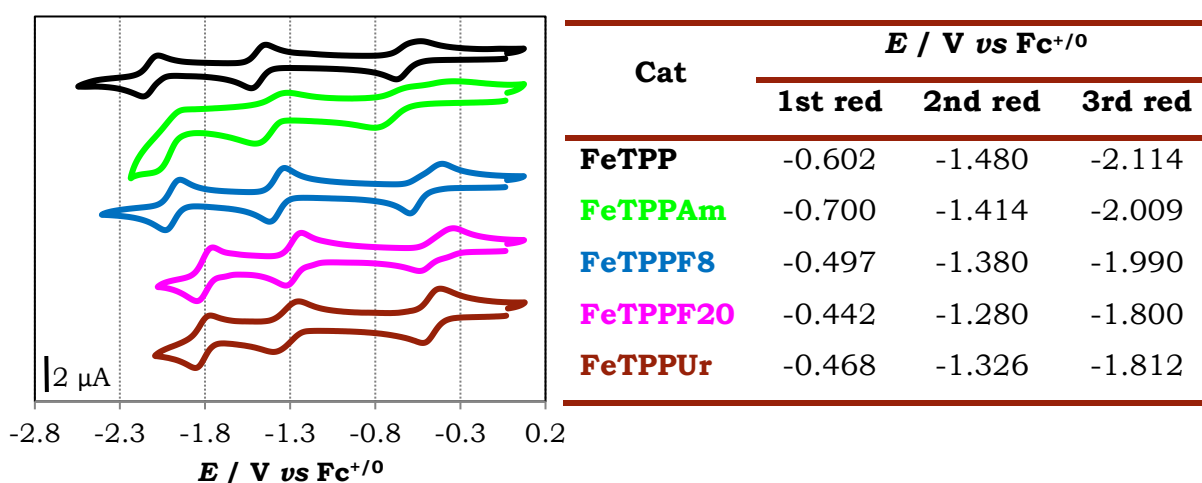 2 µA
-2.8 -2.3 -1.8 -1.3 -0.8 -0.3 0.2
E / V vs Fc⁺/⁰
Cat
E / V vs Fc⁺/⁰
1st red 2nd red 3rd red
FeTPP -0.602 -1.480 -2.114
FeTPPAm -0.700 -1.414 -2.009
FeTPPF8 -0.497 -1.380 -1.990
FeTPPF20 -0.442 -1.280 -1.800
FeTPPUr -0.468 -1.326 -1.812